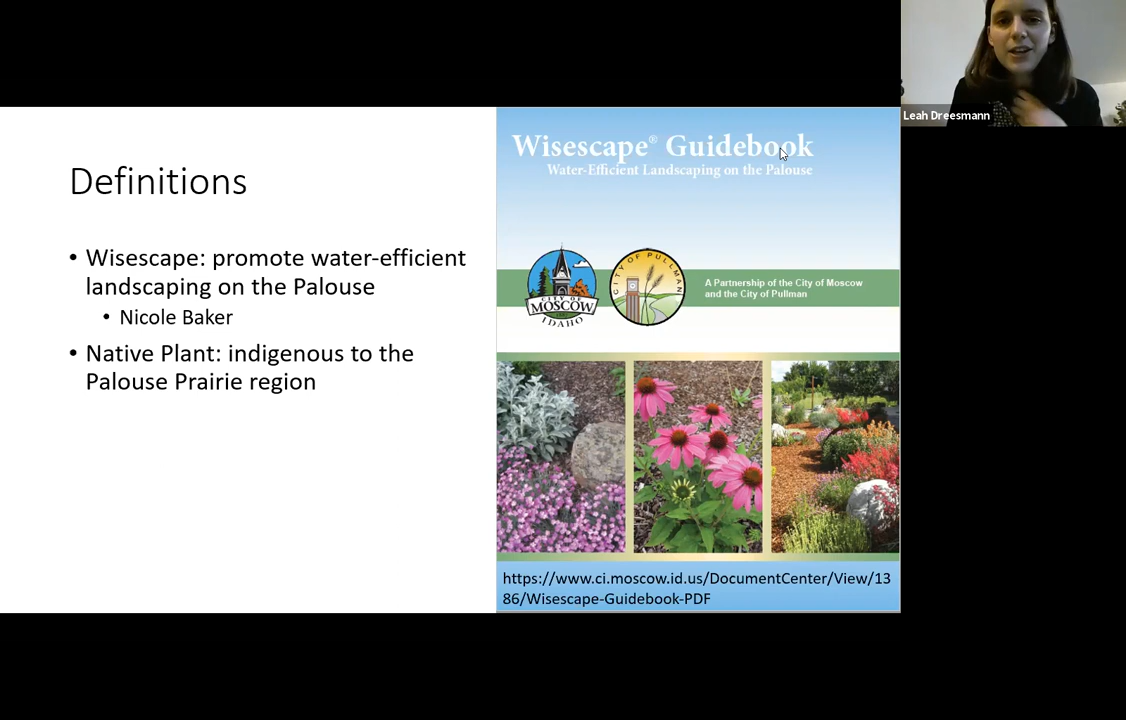 Leah Dreesmann
Definitions
• Wisescape: promote water-efficient
landscaping on the Palouse
• Nicole Baker
• Native Plant: indigenous to the
Palouse Prairie region
Wisescape® Guidebook
Water-Efficient Landscaping on the Palouse
CITY OF
MOSCOW
IDAHO
CITY OF PULLMAN
A Partnership of the City of Moscow
and the City of Pullman
https://www.ci.moscow.id.us/DocumentCenter/View/13
86/Wisescape-Guidebook-PDF